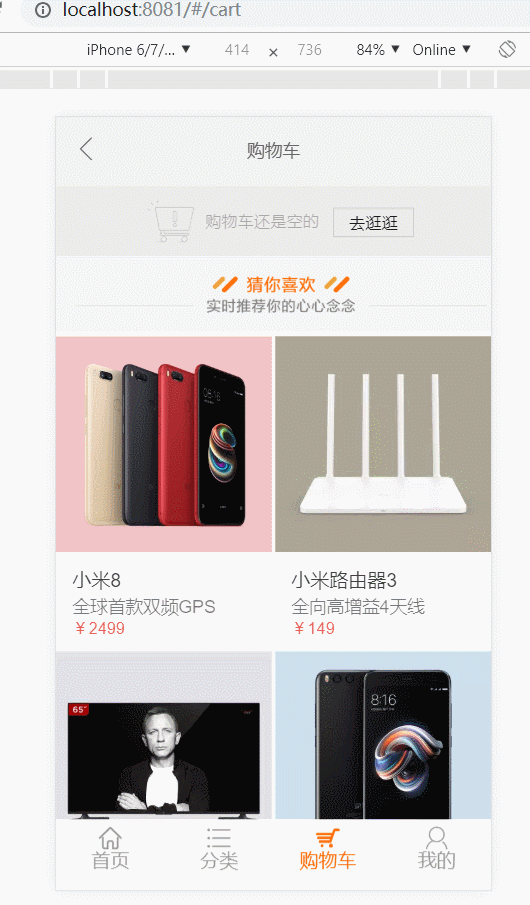 localhost:8081/#/cart
iPhone 6/7/... ▼ 414 × 736 84% ▼ Online ▼
购物车
购物车还是空的 去逛逛
猜你喜欢
实时推荐你的心心念念
小米8
全球首款双频GPS
￥2499
小米路由器3
全向高增益4天线
￥149
65"
8:16
首页 分类 购物车 我的